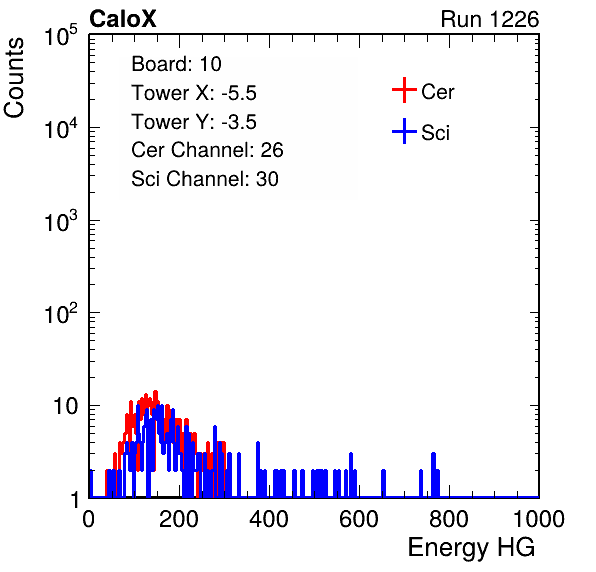 CaloX Run 1226
Counts
10^5
10^4
10^3
10^2
10
1
Board: 10
Tower X: -5.5
Tower Y: -3.5
Cer Channel: 26
Sci Channel: 30
Cer
Sci
0 200 400 600 800 1000
Energy HG